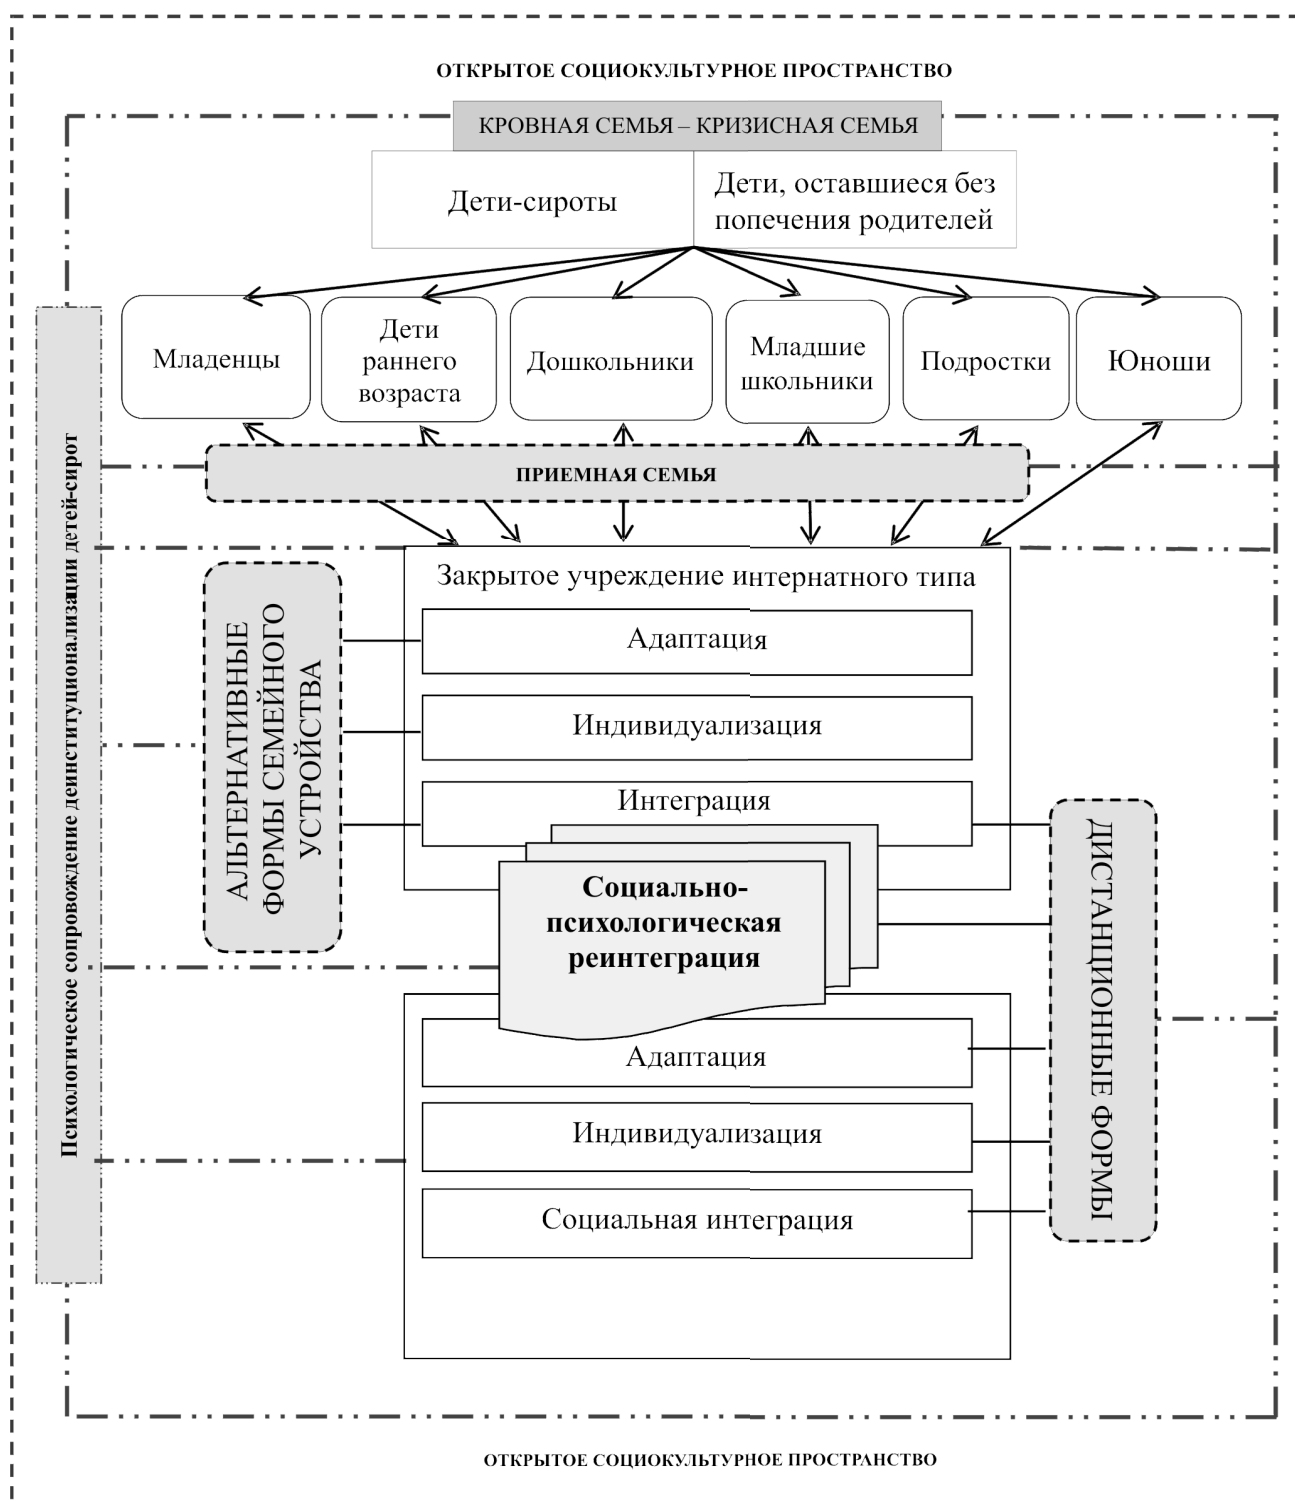 ОТКРЫТОЕ СОЦИОКУЛЬТУРНОЕ ПРОСТРАНСТВО
КРОВНАЯ СЕМЬЯ – КРИЗИСНАЯ СЕМЬЯ
Дети-сироты
Дети, оставшиеся без
попечения родителей
Младенцы
Дети
раннего
возраста
Дошкольники
Младшие
школьники
Подростки
Юноши
ПРИЕМНАЯ СЕМЬЯ
Психологическое сопровождение деинституционализации детей-сирот
Закрытое учреждение интернатного типа
Адаптация
Индивидуализация
Интеграция
АЛЬТЕРНАТИВНЫЕ
ФОРМЫ СЕМЕЙНОГО
УСТРОЙСТВА
Социально-
психологическая
реинтеграция
ДИСТАНЦИОННЫЕ ФОРМЫ
Адаптация
Индивидуализация
Социальная интеграция
ОТКРЫТОЕ СОЦИОКУЛЬТУРНОЕ ПРОСТРАНСТВО